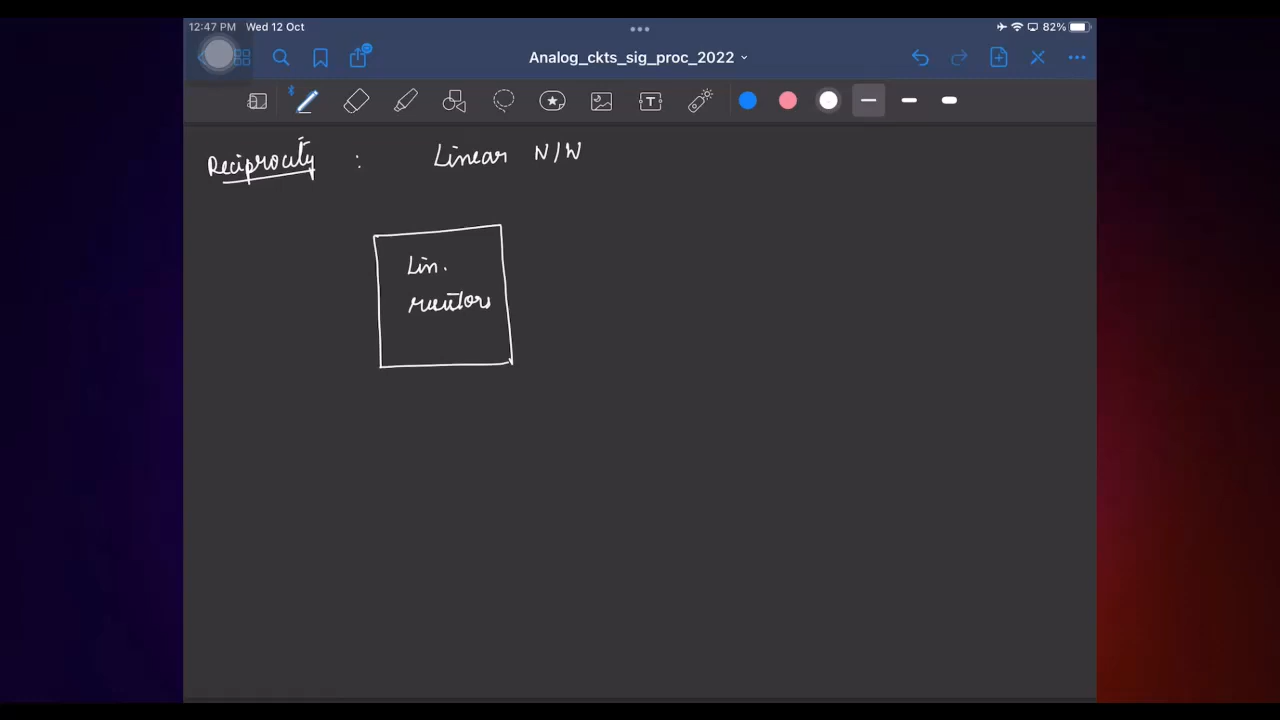 12:47 PM Wed 12 Oct
82%
Analog_ckts_sig_proc_2022
T
Reciprocity : Linear N/W
Lin.
resistors